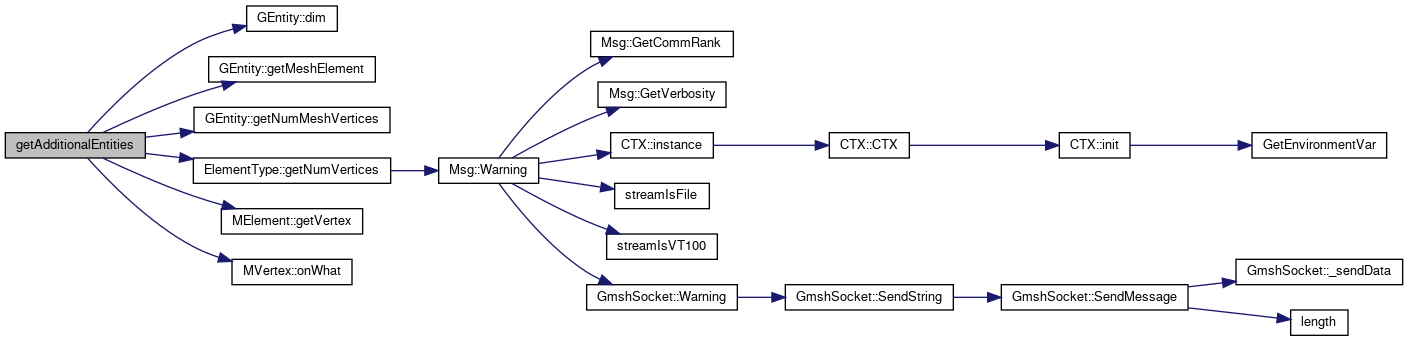 getAdditionalEntities
GEntity::dim
GEntity::getMeshElement
GEntity::getNumMeshVertices
ElementType::getNumVertices
MElement::getVertex
MVertex::onWhat
Msg::Warning
Msg::GetCommRank
Msg::GetVerbosity
CTX::instance
streamIsFile
streamIsVT100
GmshSocket::Warning
CTX::CTX
CTX::init
GetEnvironmentVar
GmshSocket::SendString
GmshSocket::SendMessage
GmshSocket::_sendData
length